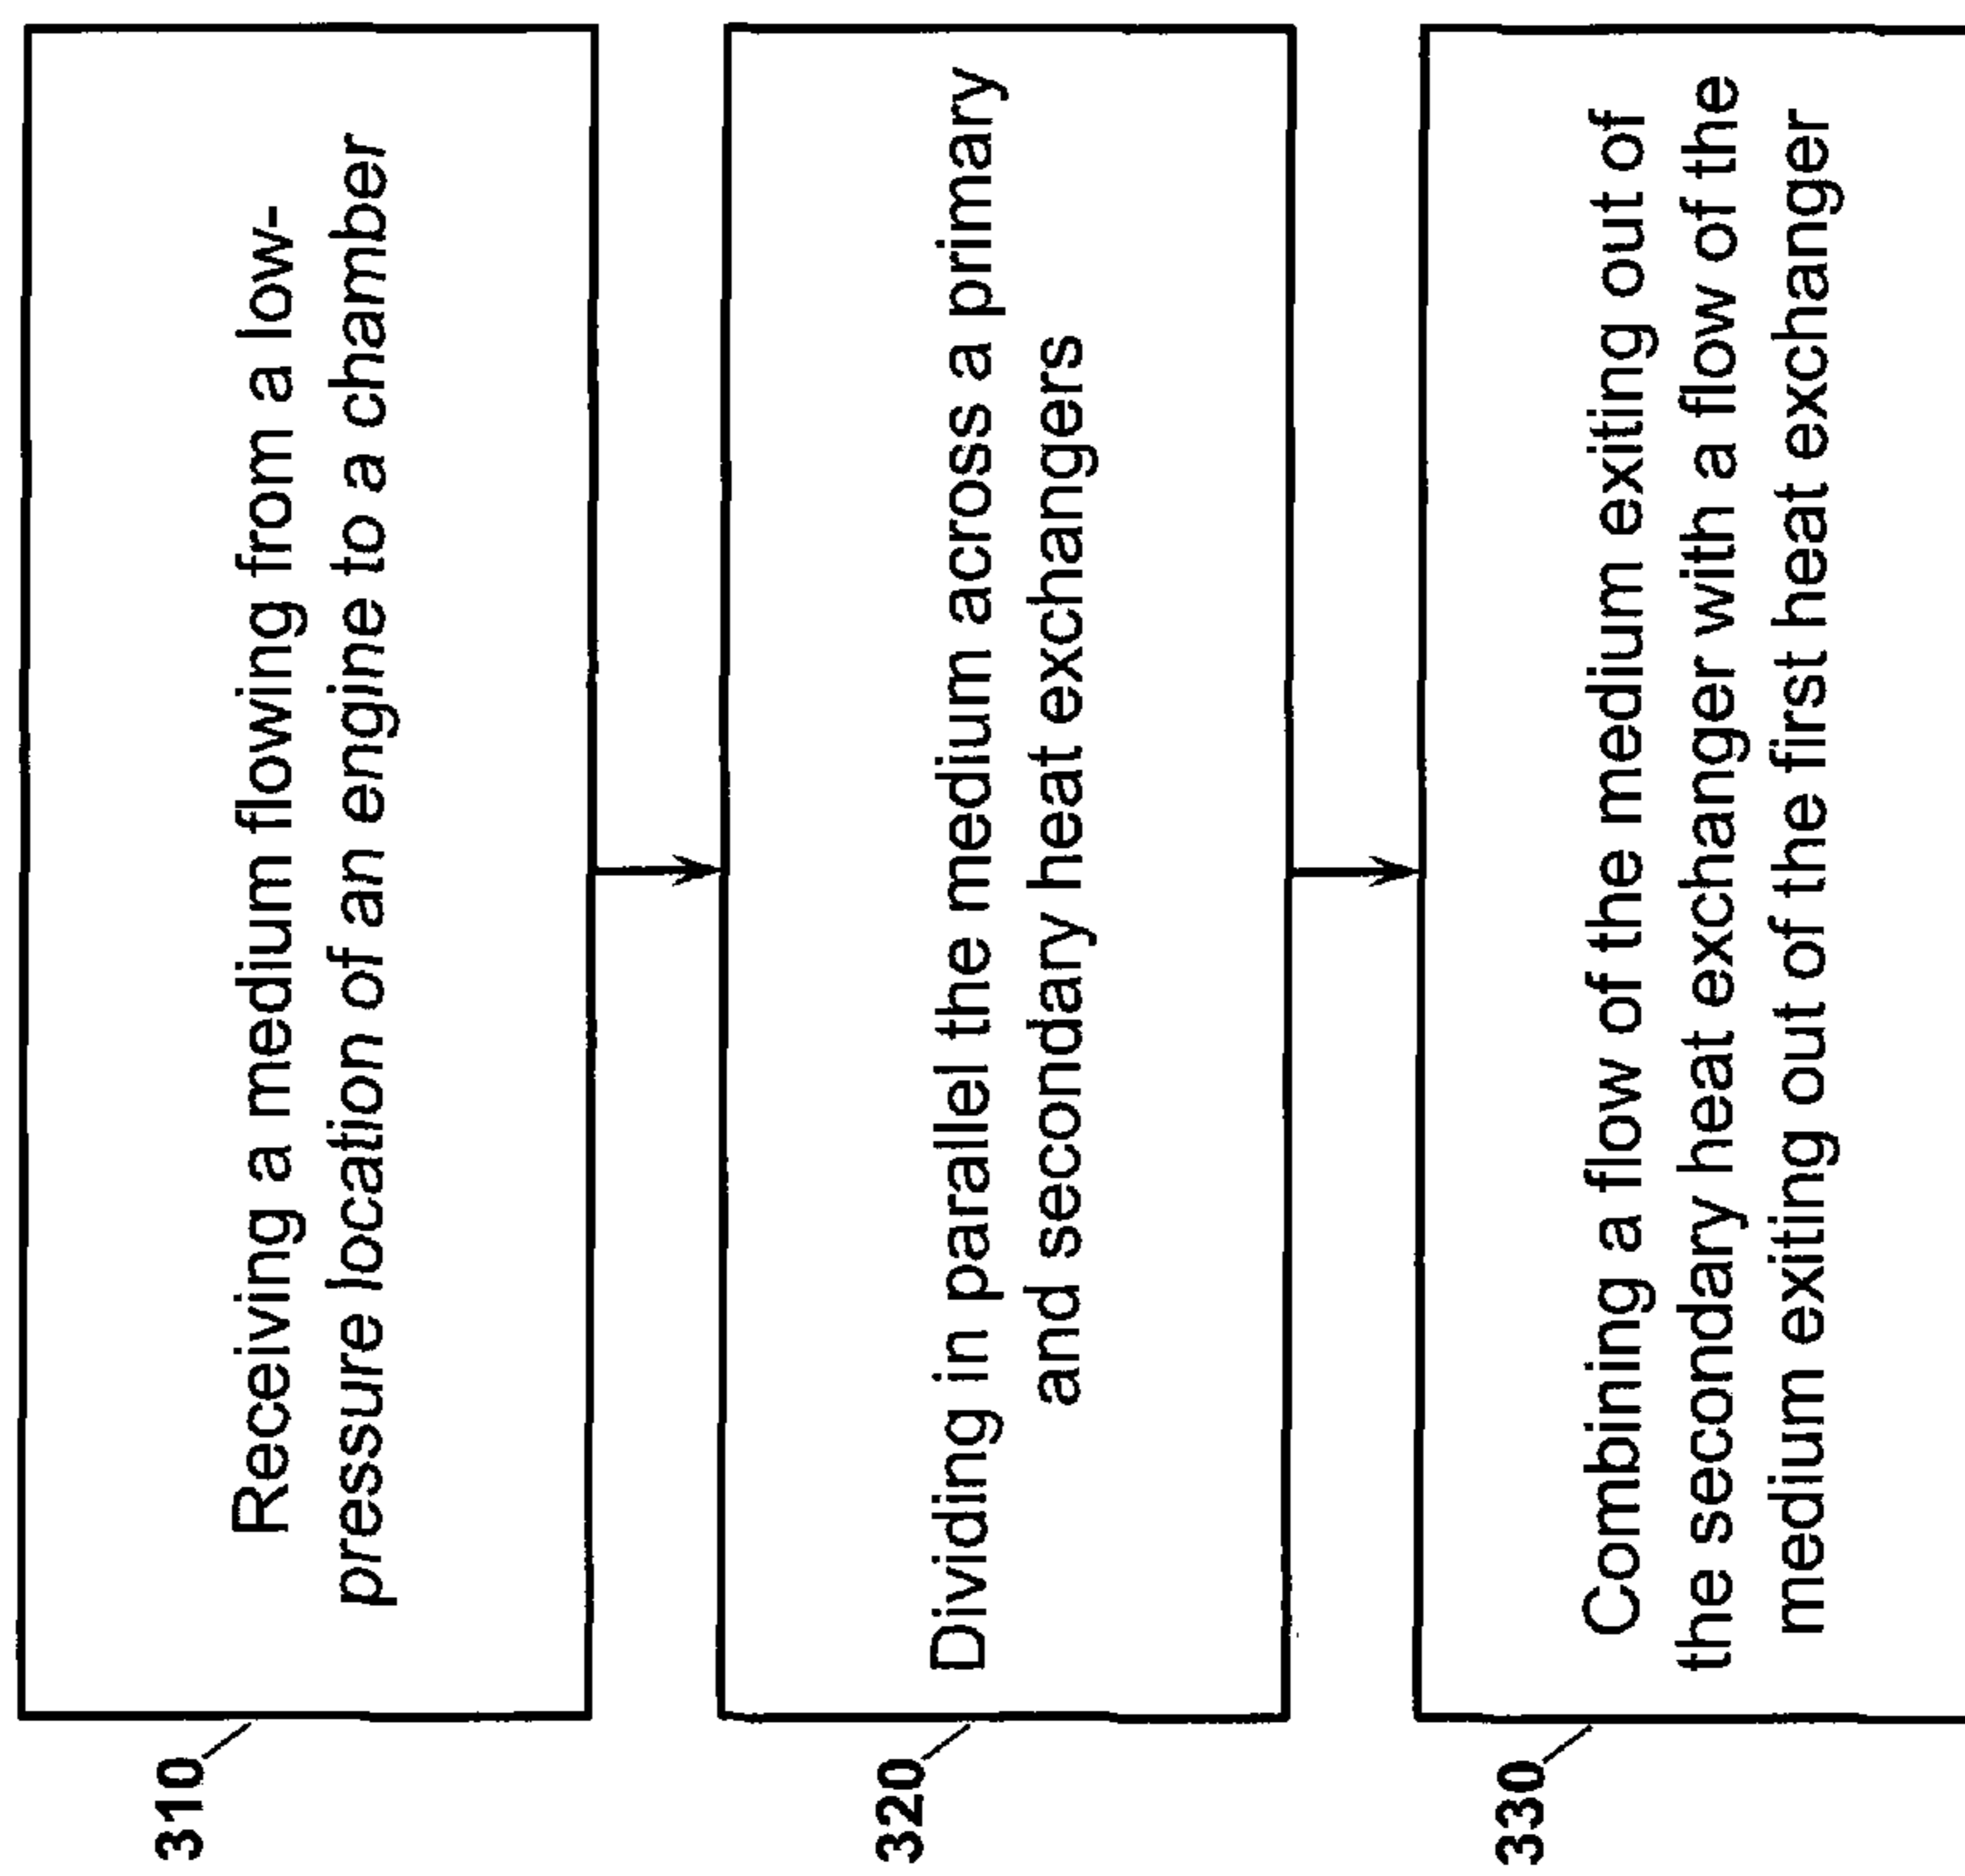 310
Receiving a medium flowing from a low-
pressure location of an engine to a chamber
320
Dividing in parallel the medium across a primary
and secondary heat exchangers
330
Combining a flow of the medium exiting out of
the secondary heat exchanger with a flow of the
medium exiting out of the first heat exchanger